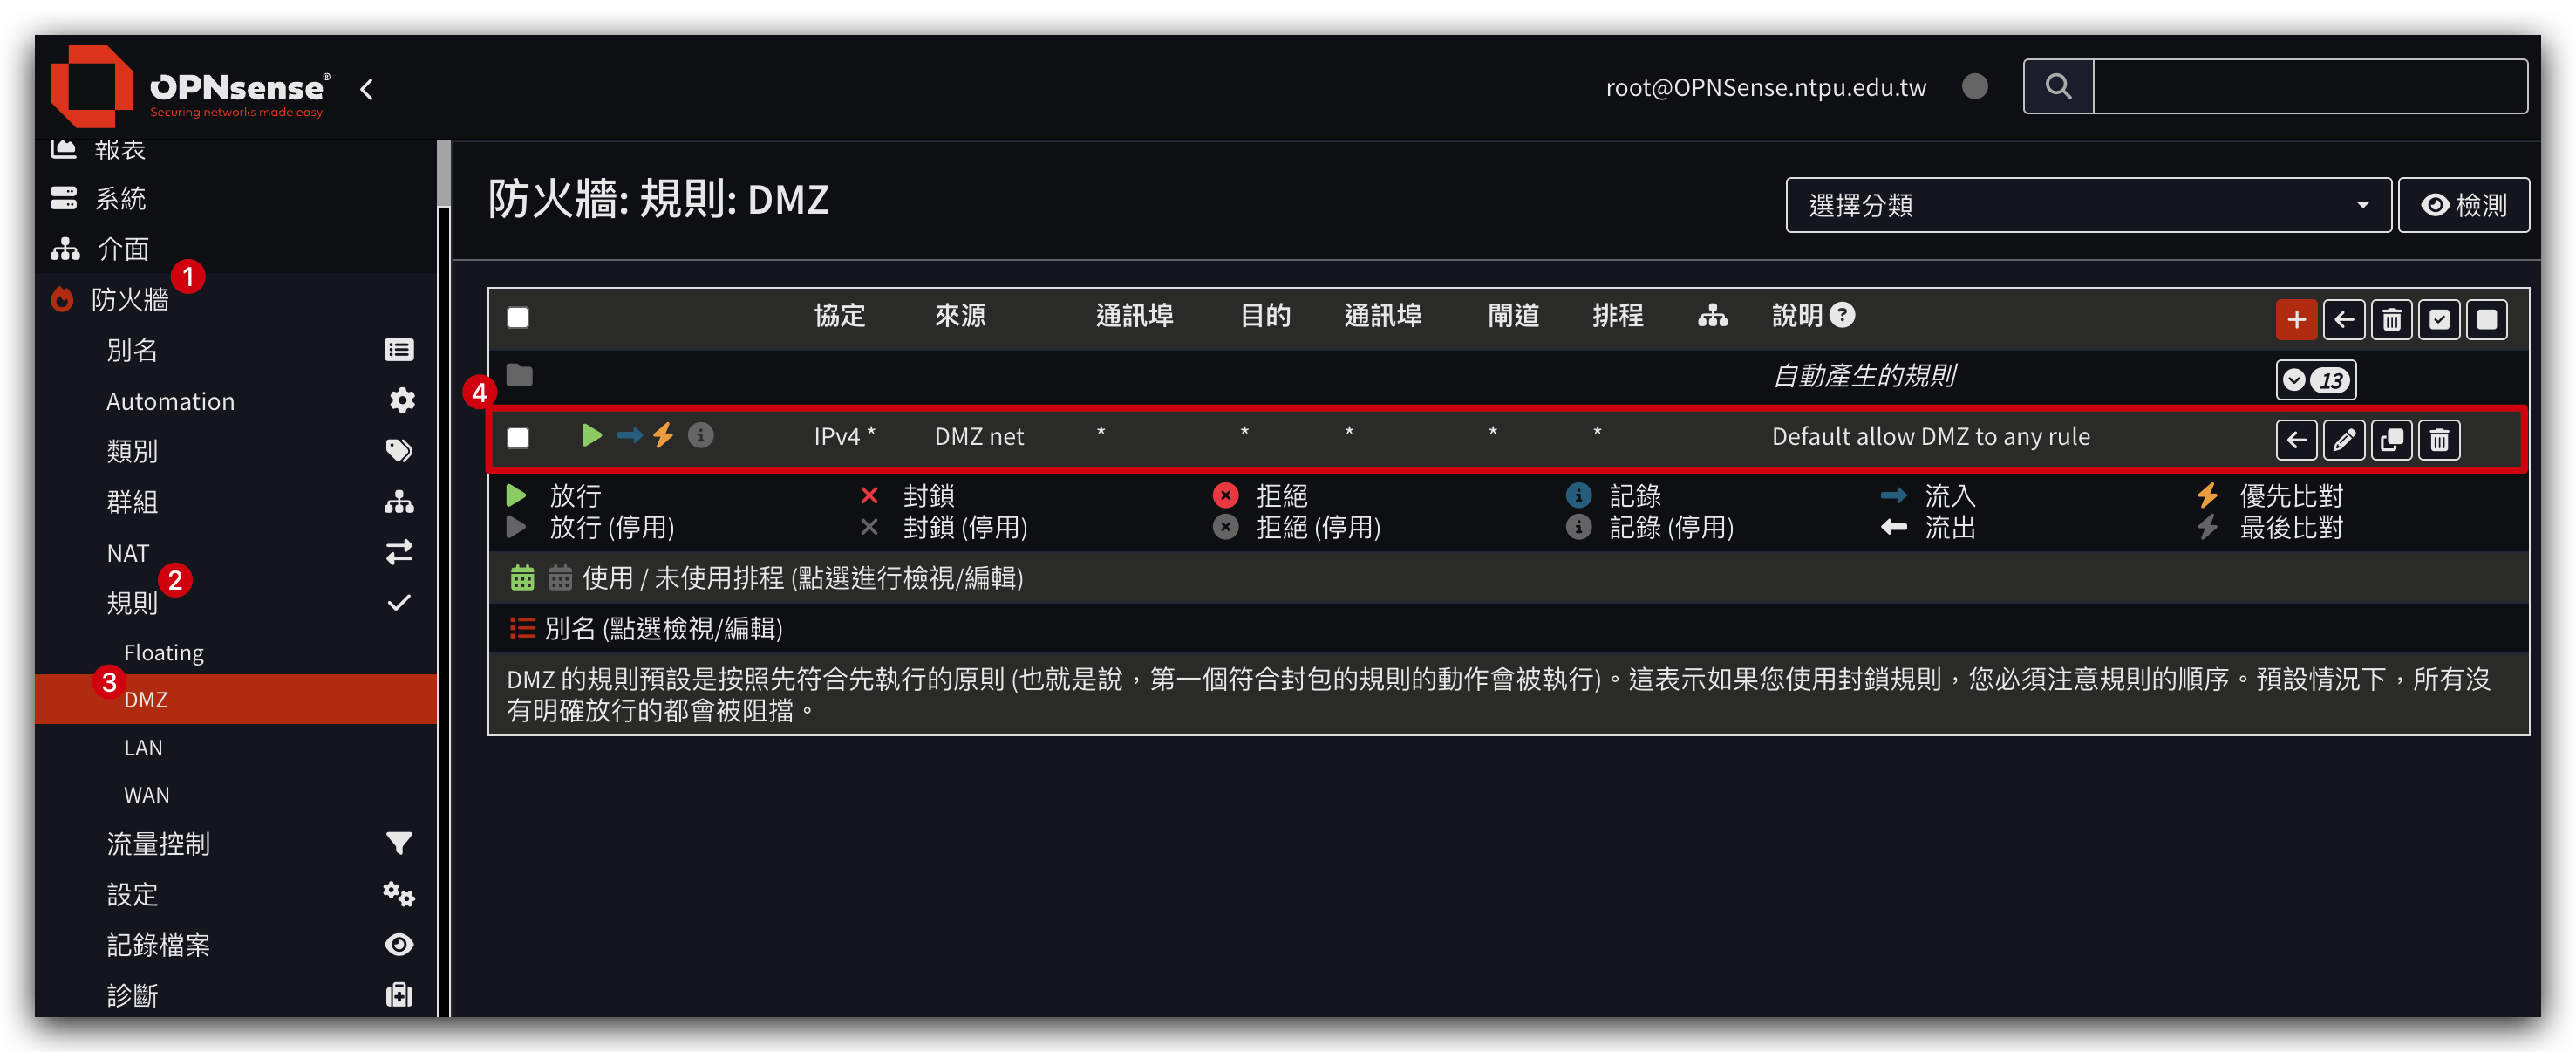 OPNsense®
Securing networks made easy
root@OPNSense.ntpu.edu.tw
報表
系統
介面
1
防火牆
別名
Automation
類別
群組
NAT
2
規則
Floating
3
DMZ
LAN
WAN
流量控制
設定
記錄檔案
診斷
防火牆: 規則: DMZ
選擇分類
檢測
協定 來源 通訊埠 目的 通訊埠 閘道 排程 說明
自動產生的規則 13
4
IPv4 * DMZ net * * * * * Default allow DMZ to any rule
放行 封鎖 拒絕 記錄 流入 優先比對
放行 (停用) 封鎖 (停用) 拒絕 (停用) 記錄 (停用) 流出 最後比對
使用 / 未使用排程 (點選進行檢視/編輯)
別名 (點選檢視/編輯)
DMZ 的規則預設是按照先符合先執行的原則 (也就是說，第一個符合封包的規則的動作會被執行)。這表示如果您使用封鎖規則，您必須注意規則的順序。預設情況下，所有沒
有明確放行的都會被阻擋。